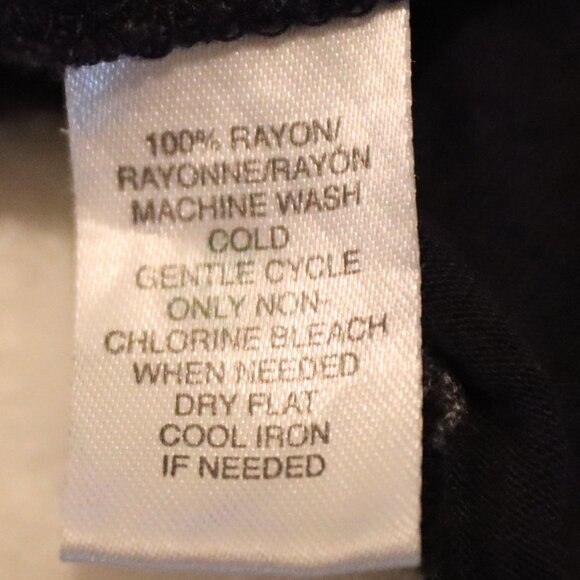 100% RAYON/
RAYONNE/RAYÓN
MACHINE WASH
COLD
GENTLE CYCLE
ONLY NON-
CHLORINE BLEACH
WHEN NEEDED
DRY FLAT
COOL IRON
IF NEEDED